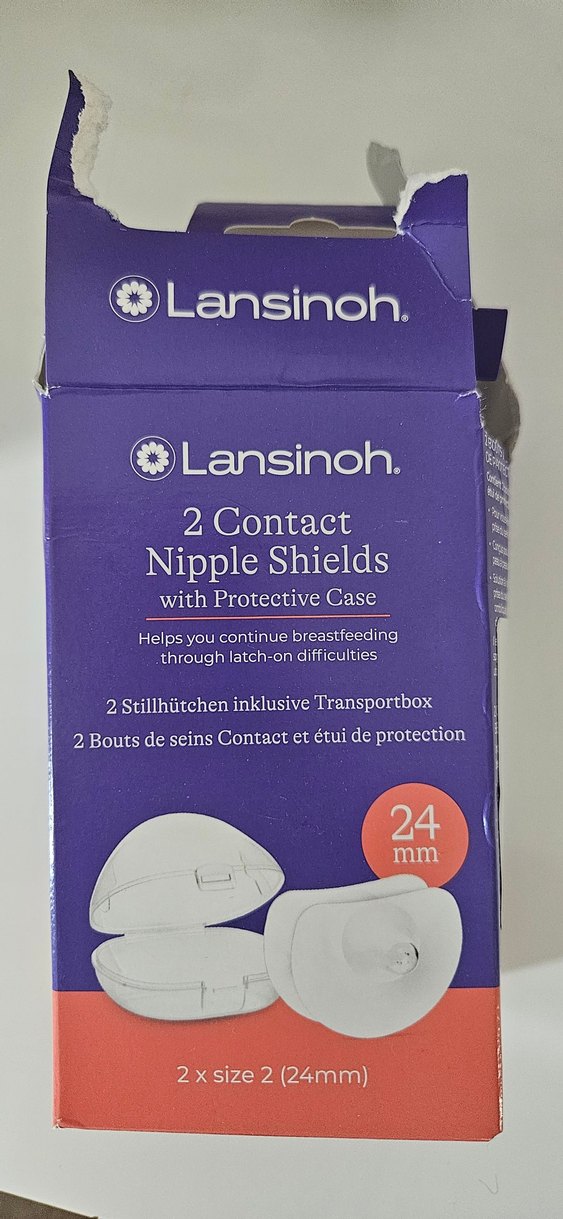 Lansinoh®
Lansinoh®
2 Contact
Nipple Shields
with Protective Case
Helps you continue breastfeeding
through latch-on difficulties
2 Stillhütchen inklusive Transportbox
2 Bouts de seins Contact et étui de protection
24
mm
2 x size 2 (24mm)